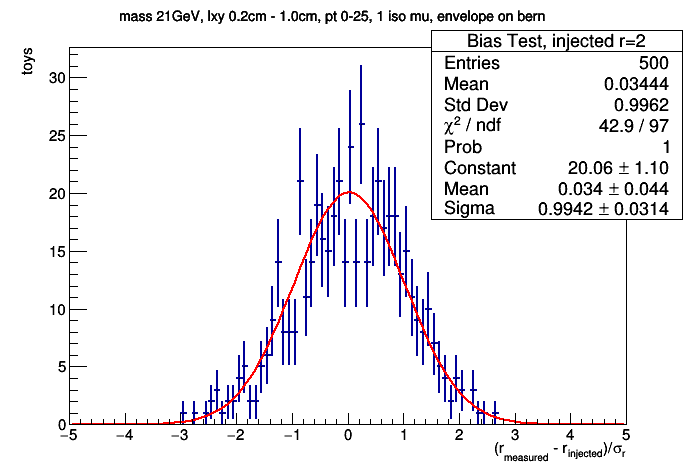 mass 21GeV, lxy 0.2cm - 1.0cm, pt 0-25, 1 iso mu, envelope on bern
toys
Bias Test, injected r=2
Entries 500
Mean 0.03444
Std Dev 0.9962
χ² / ndf 42.9 / 97
Prob 1
Constant 20.06 ± 1.10
Mean 0.034 ± 0.044
Sigma 0.9942 ± 0.0314
30
25
20
15
10
5
0
−5 −4 −3 −2 −1 0 1 2 3 4 5
(r_measured - r_injected)/σ_r